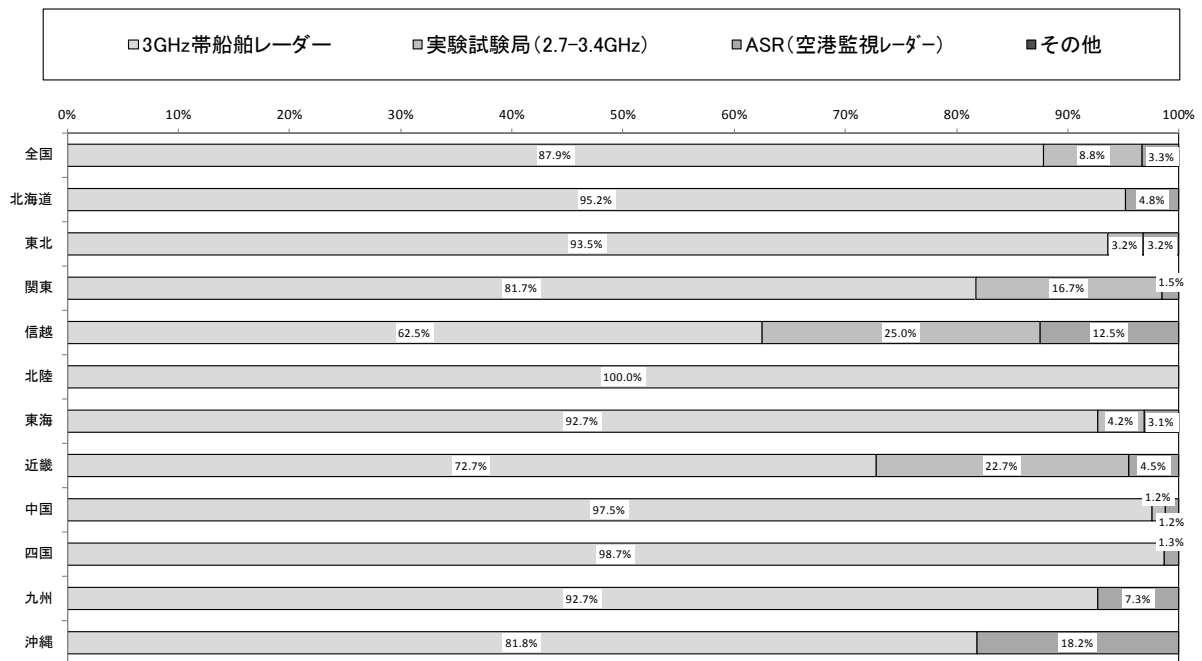 3GHz帯船舶レーダー 実験試験局(2.7-3.4GHz) ASR(空港監視ﾚｰﾀﾞｰ) その他
0% 10% 20% 30% 40% 50% 60% 70% 80% 90% 100%
全国 87.9% 8.8% 3.3%
北海道 95.2% 4.8%
東北 93.5% 3.2% 3.2%
関東 81.7% 16.7% 1.5%
信越 62.5% 25.0% 12.5%
北陸 100.0%
東海 92.7% 4.2% 3.1%
近畿 72.7% 22.7% 4.5%
中国 97.5% 1.2% 1.2%
四国 98.7% 1.3%
九州 92.7% 7.3%
沖縄 81.8% 18.2%